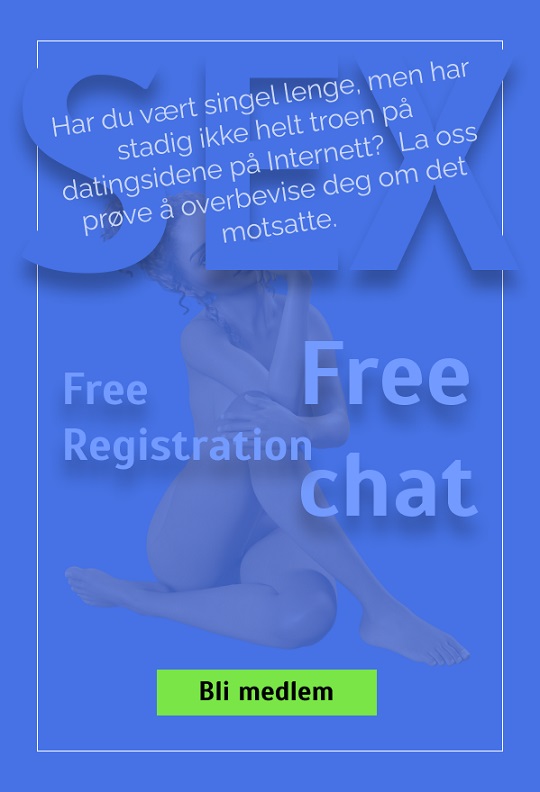 SEX
Har du vært singel lenge, men har
stadig ikke helt troen på
datingsidene på Internett? La oss
prøve å overbevise deg om det
motsatte.
Free
Registration
Free
chat
Bli medlem